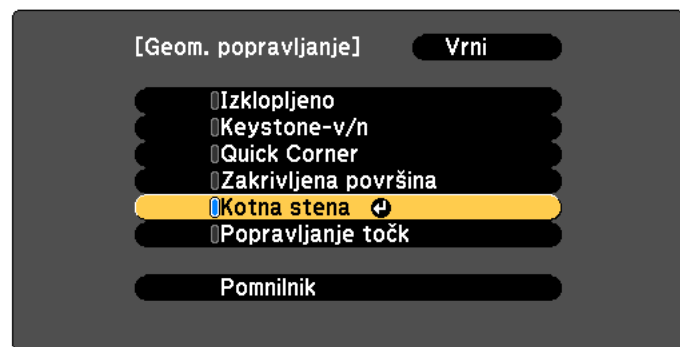 [Geom. popravljanje] Vrni
Izklopljeno
Keystone-v/n
Quick Corner
Zakrivljena površina
Kotna stena
Popravljanje točk
Pomnilnik